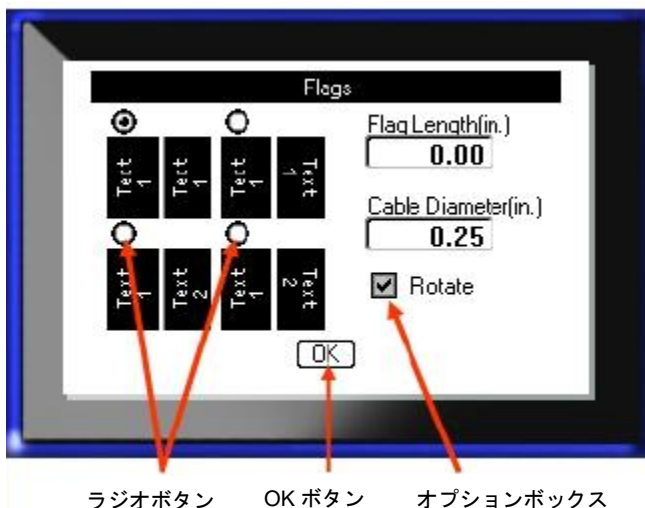 Flags
Flag Length(in.)
0.00
Text 1 Text 1 Text 1 Text 1
Cable Diameter(in.)
0.25
Text 1 Text 2 Text 1 Text 2
Rotate
OK
ラジオボタン OK ボタン オプションボックス